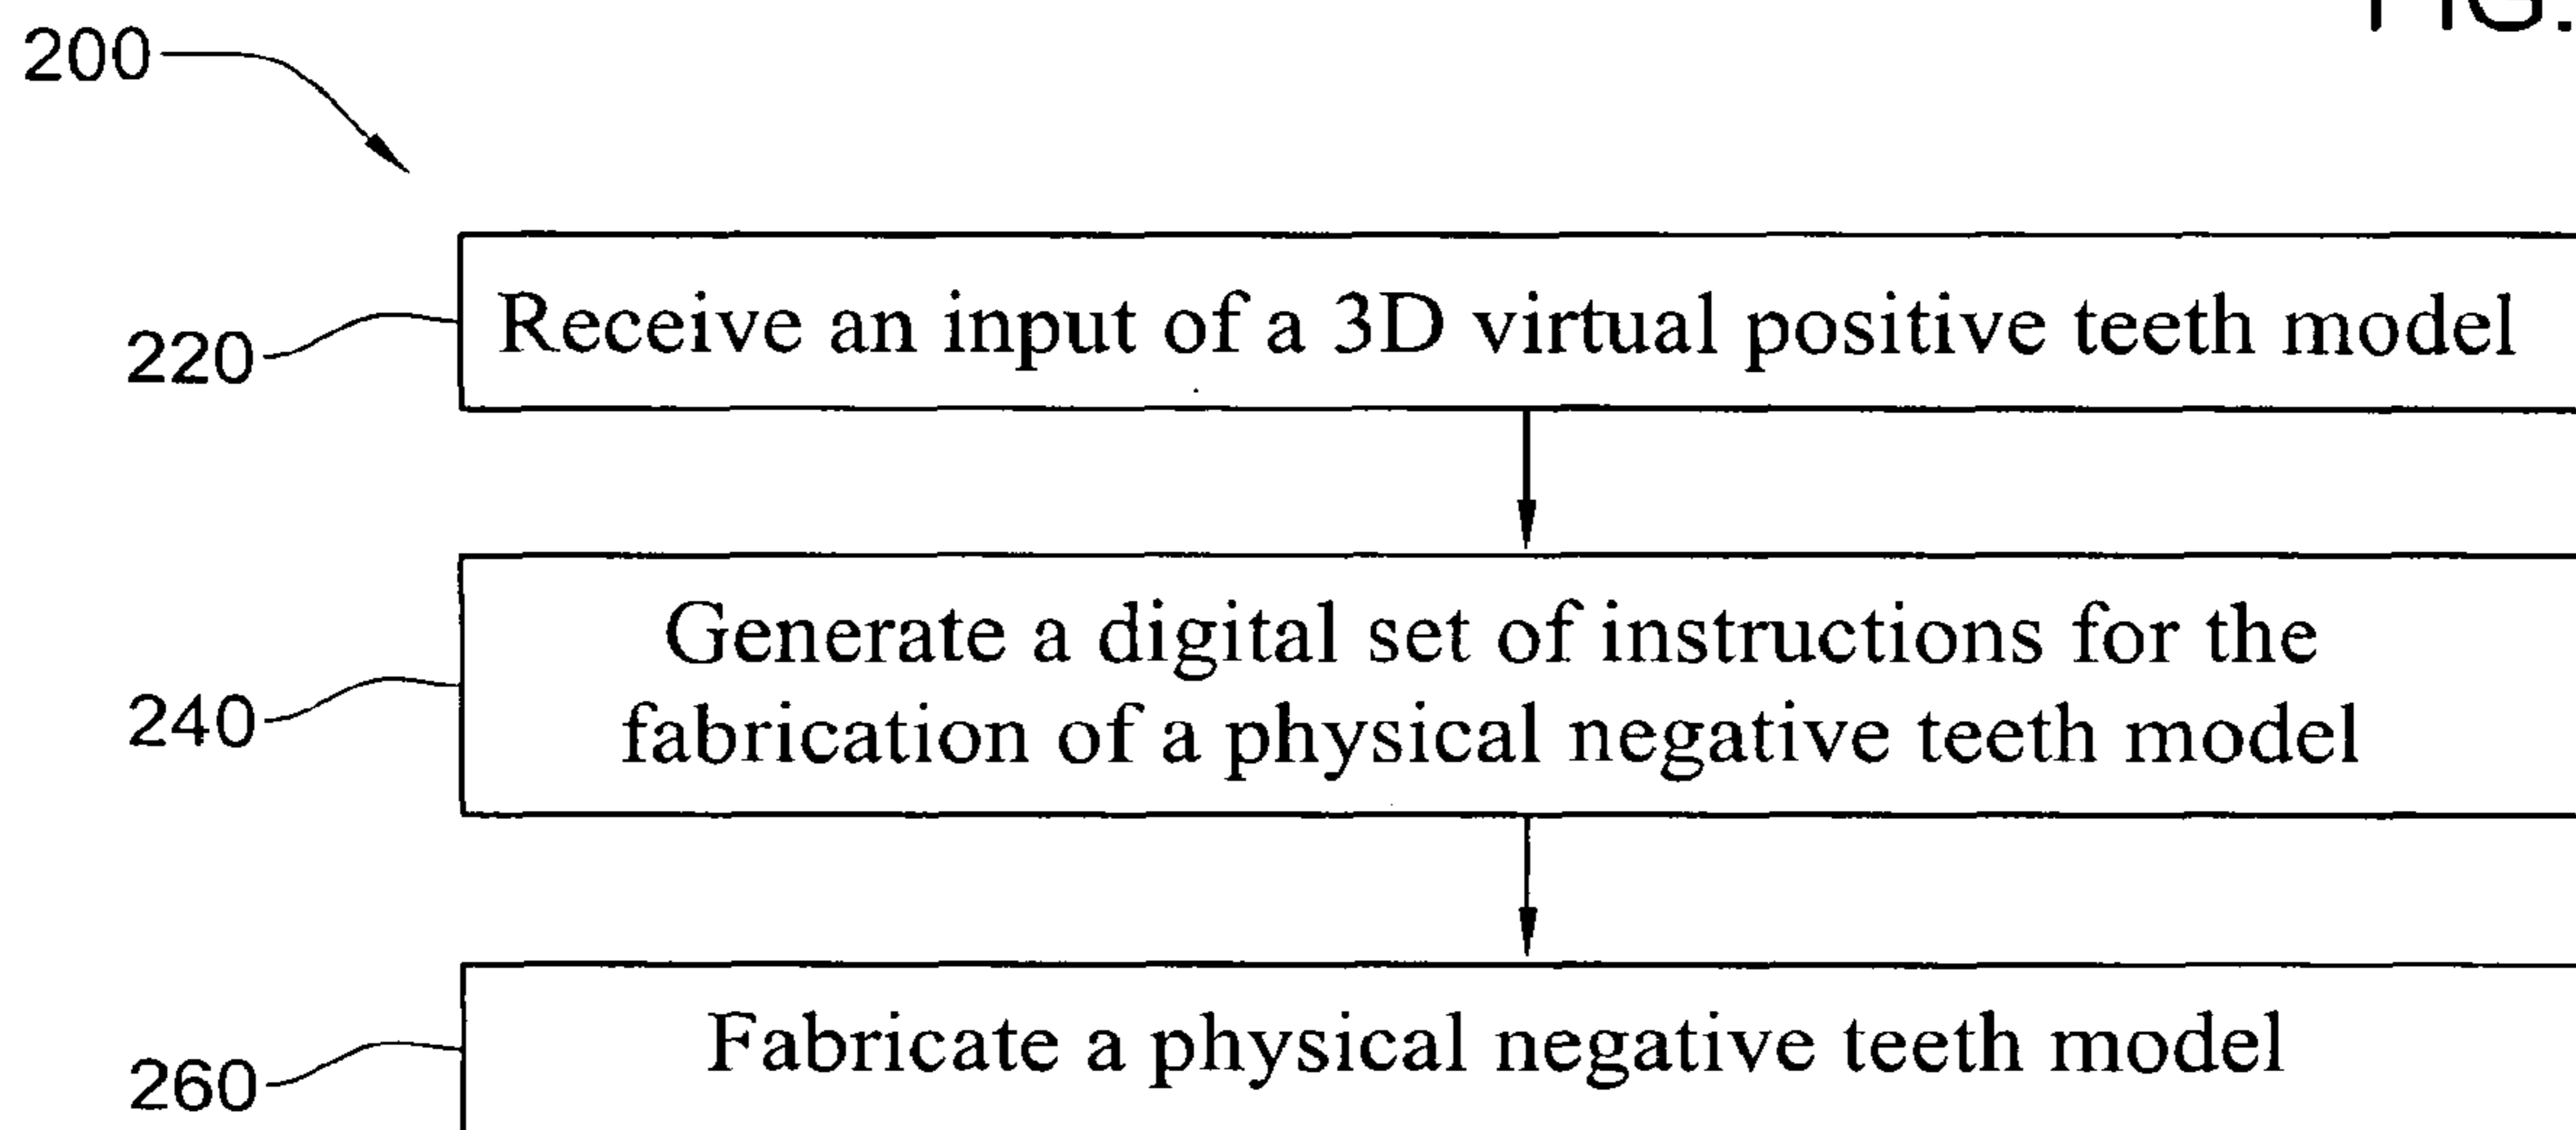 FIG.
200
220
Receive an input of a 3D virtual positive teeth model
240
Generate a digital set of instructions for the
fabrication of a physical negative teeth model
260
Fabricate a physical negative teeth model